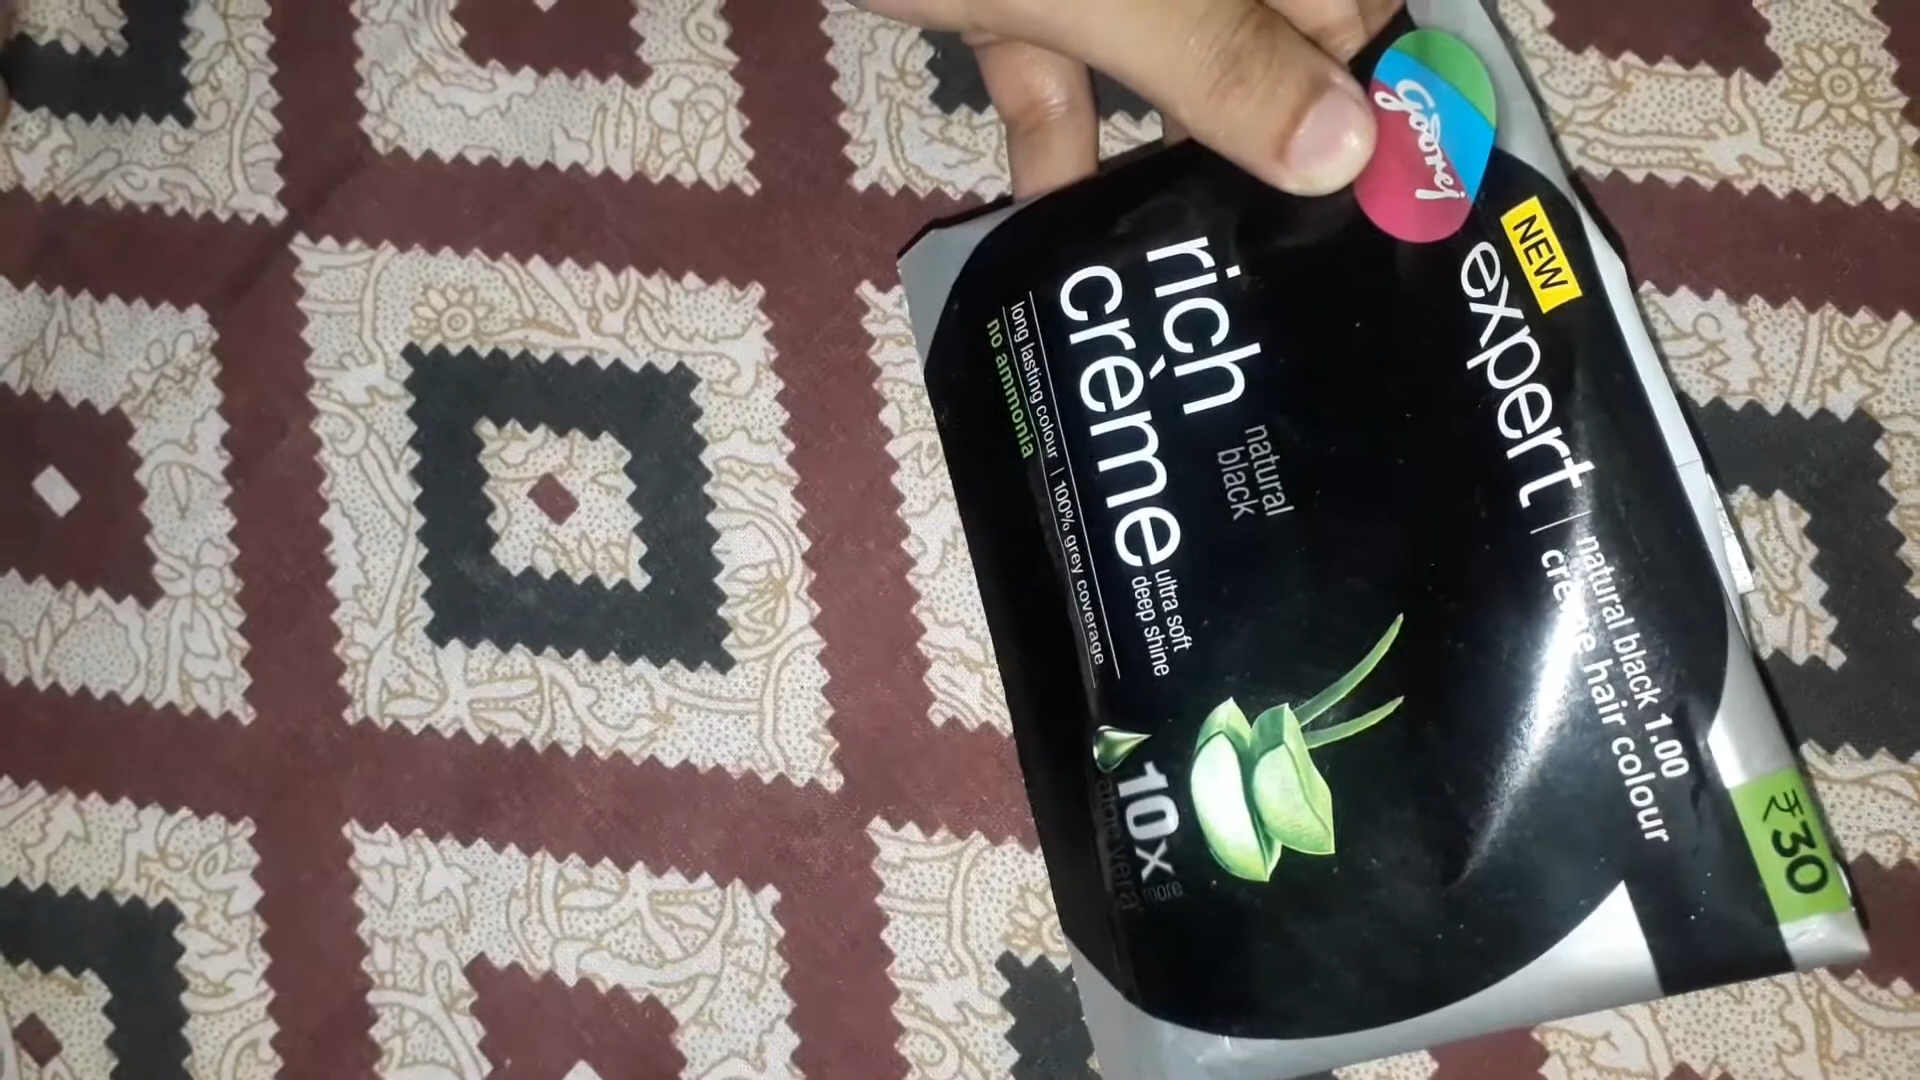 Godrej
NEW
expert | natural black 1.00
crème hair colour
₹30
natural
black
rich
crème
ultra soft
deep shine
long lasting colour | 100% grey coverage
no ammonia
10x
more
aloe vera